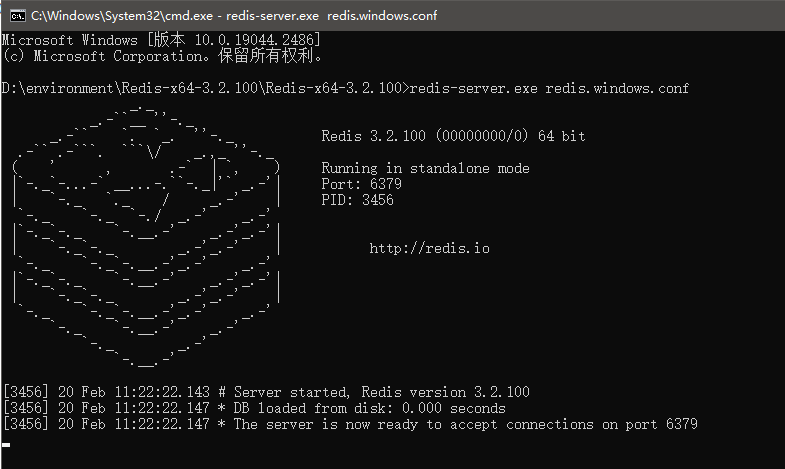 C:\Windows\System32\cmd.exe - redis-server.exe redis.windows.conf
Microsoft Windows [版本 10.0.19044.2486]
(c) Microsoft Corporation。保留所有权利。
D:\environment\Redis-x64-3.2.100\Redis-x64-3.2.100>redis-server.exe redis.windows.conf
Redis 3.2.100 (00000000/0) 64 bit
Running in standalone mode
Port: 6379
PID: 3456
http://redis.io
[3456] 20 Feb 11:22:22.143 # Server started, Redis version 3.2.100
[3456] 20 Feb 11:22:22.147 * DB loaded from disk: 0.000 seconds
[3456] 20 Feb 11:22:22.147 * The server is now ready to accept connections on port 6379